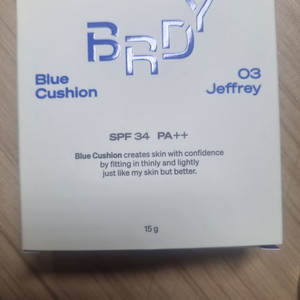 BRDY
Blue
Cushion
03
Jeffrey
SPF 34 PA++
Blue Cushion creates skin with confidence
by fitting in thinly and lightly
just like my skin but better.
15 g